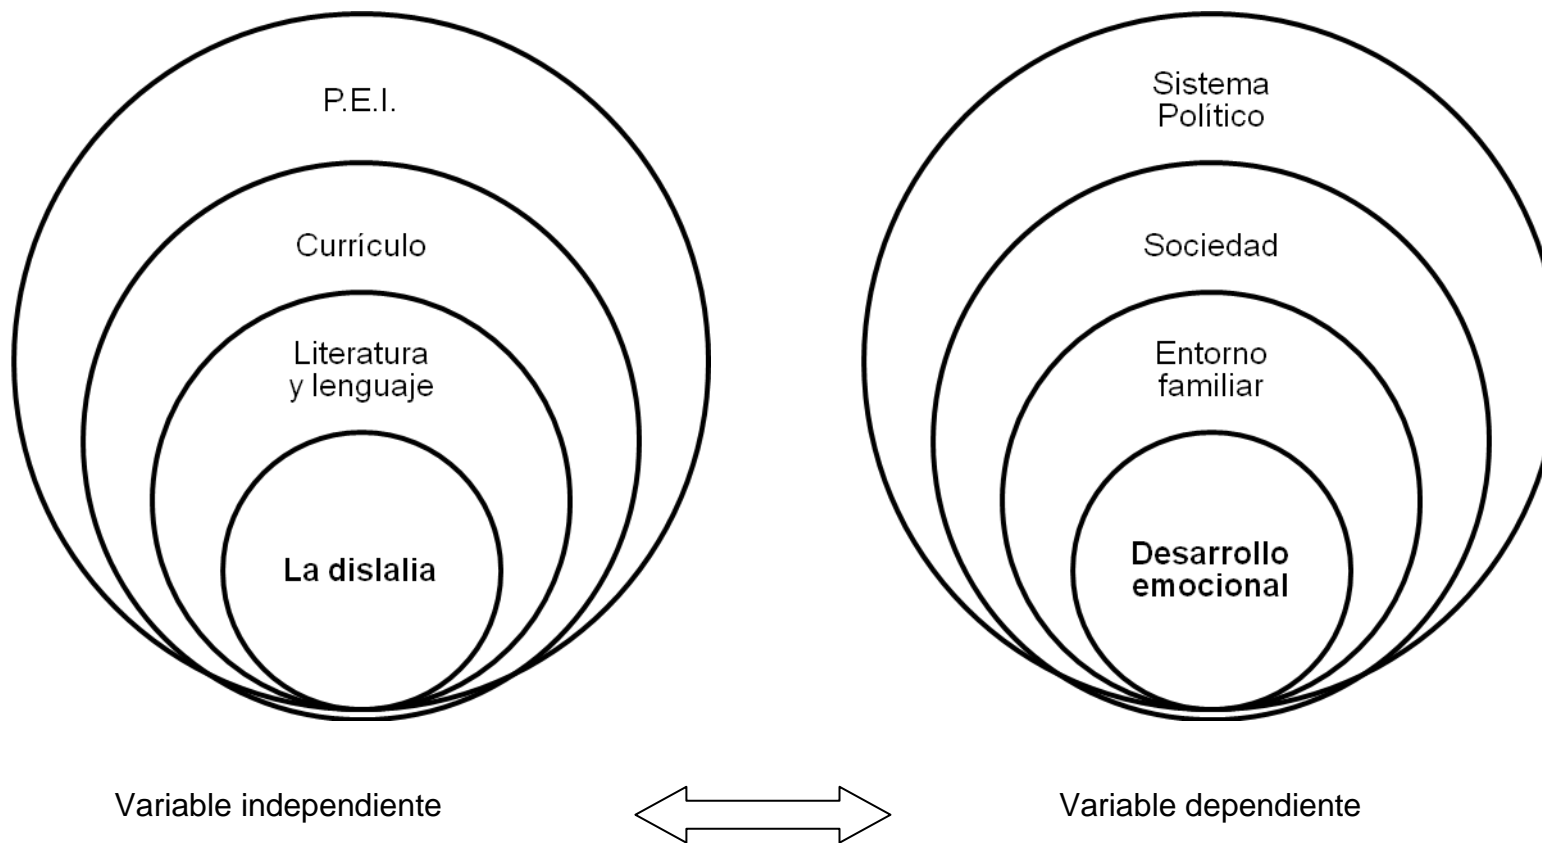 P.E.I.
Currículo
Literatura
y lenguaje
La dislalia
Sistema
Político
Sociedad
Entorno
familiar
Desarrollo
emocional
Variable independiente
Variable dependiente